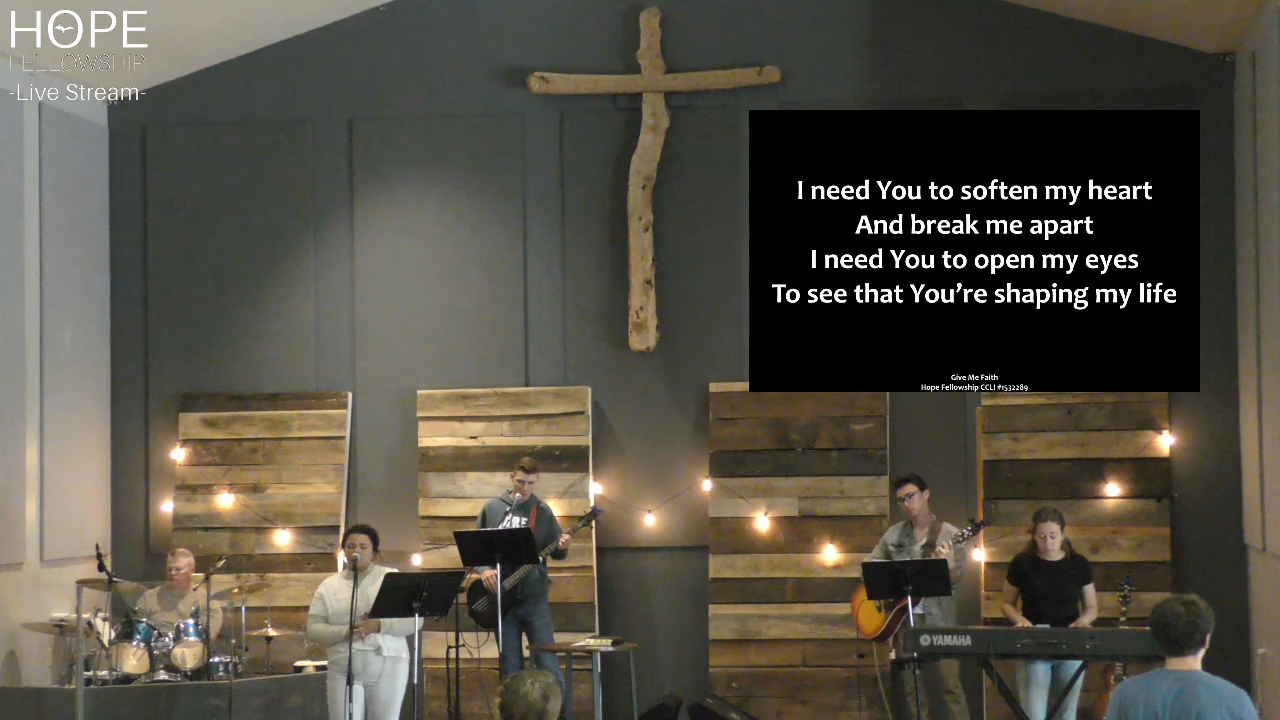 HOPE
FELLOWSHIP
-Live Stream-
I need You to soften my heart
And break me apart
I need You to open my eyes
To see that You’re shaping my life
Give Me Faith
Hope Fellowship CCLI #1532289
YAMAHA